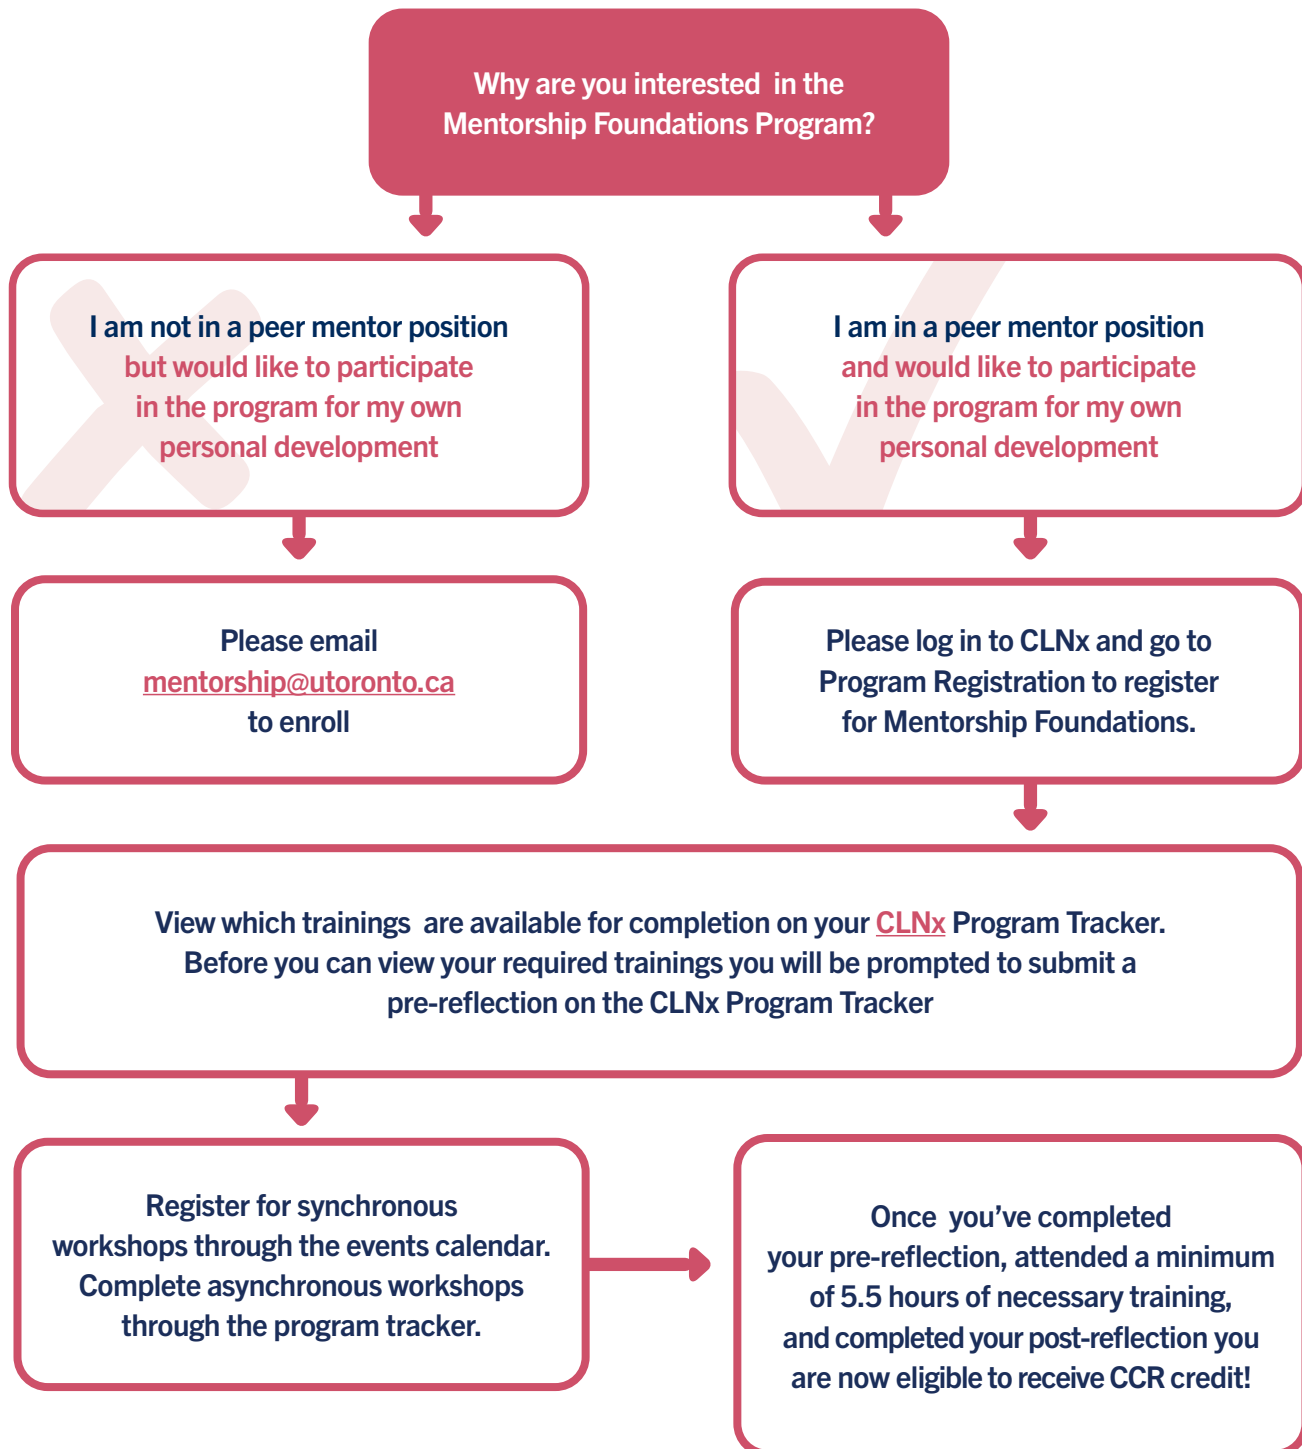 Why are you interested in the
Mentorship Foundations Program?
I am not in a peer mentor position
but would like to participate
in the program for my own
personal development
I am in a peer mentor position
and would like to participate
in the program for my own
personal development
Please email
mentorship@utoronto.ca
to enroll
Please log in to CLNx and go to
Program Registration to register
for Mentorship Foundations.
View which trainings are available for completion on your CLNx Program Tracker.
Before you can view your required trainings you will be prompted to submit a
pre-reflection on the CLNx Program Tracker
Register for synchronous
workshops through the events calendar.
Complete asynchronous workshops
through the program tracker.
Once you’ve completed
your pre-reflection, attended a minimum
of 5.5 hours of necessary training,
and completed your post-reflection you
are now eligible to receive CCR credit!